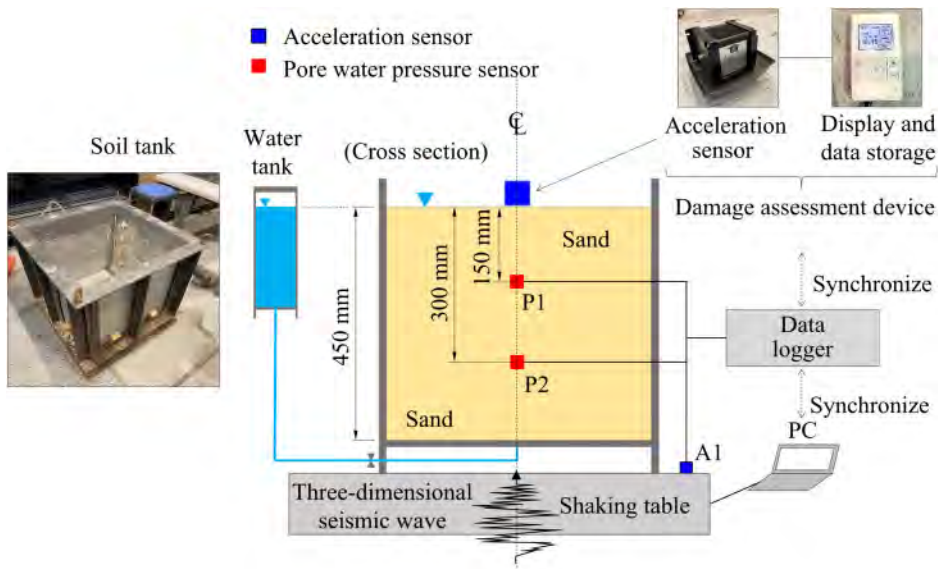 Acceleration sensor
Pore water pressure sensor
℄
Soil tank
Water
tank
(Cross section)
Acceleration
sensor
Display and
data storage
Damage assessment device
Sand
150 mm
300 mm
450 mm
P1
P2
Sand
Synchronize
Data
logger
Synchronize
PC
A1
Three-dimensional
seismic wave
Shaking table